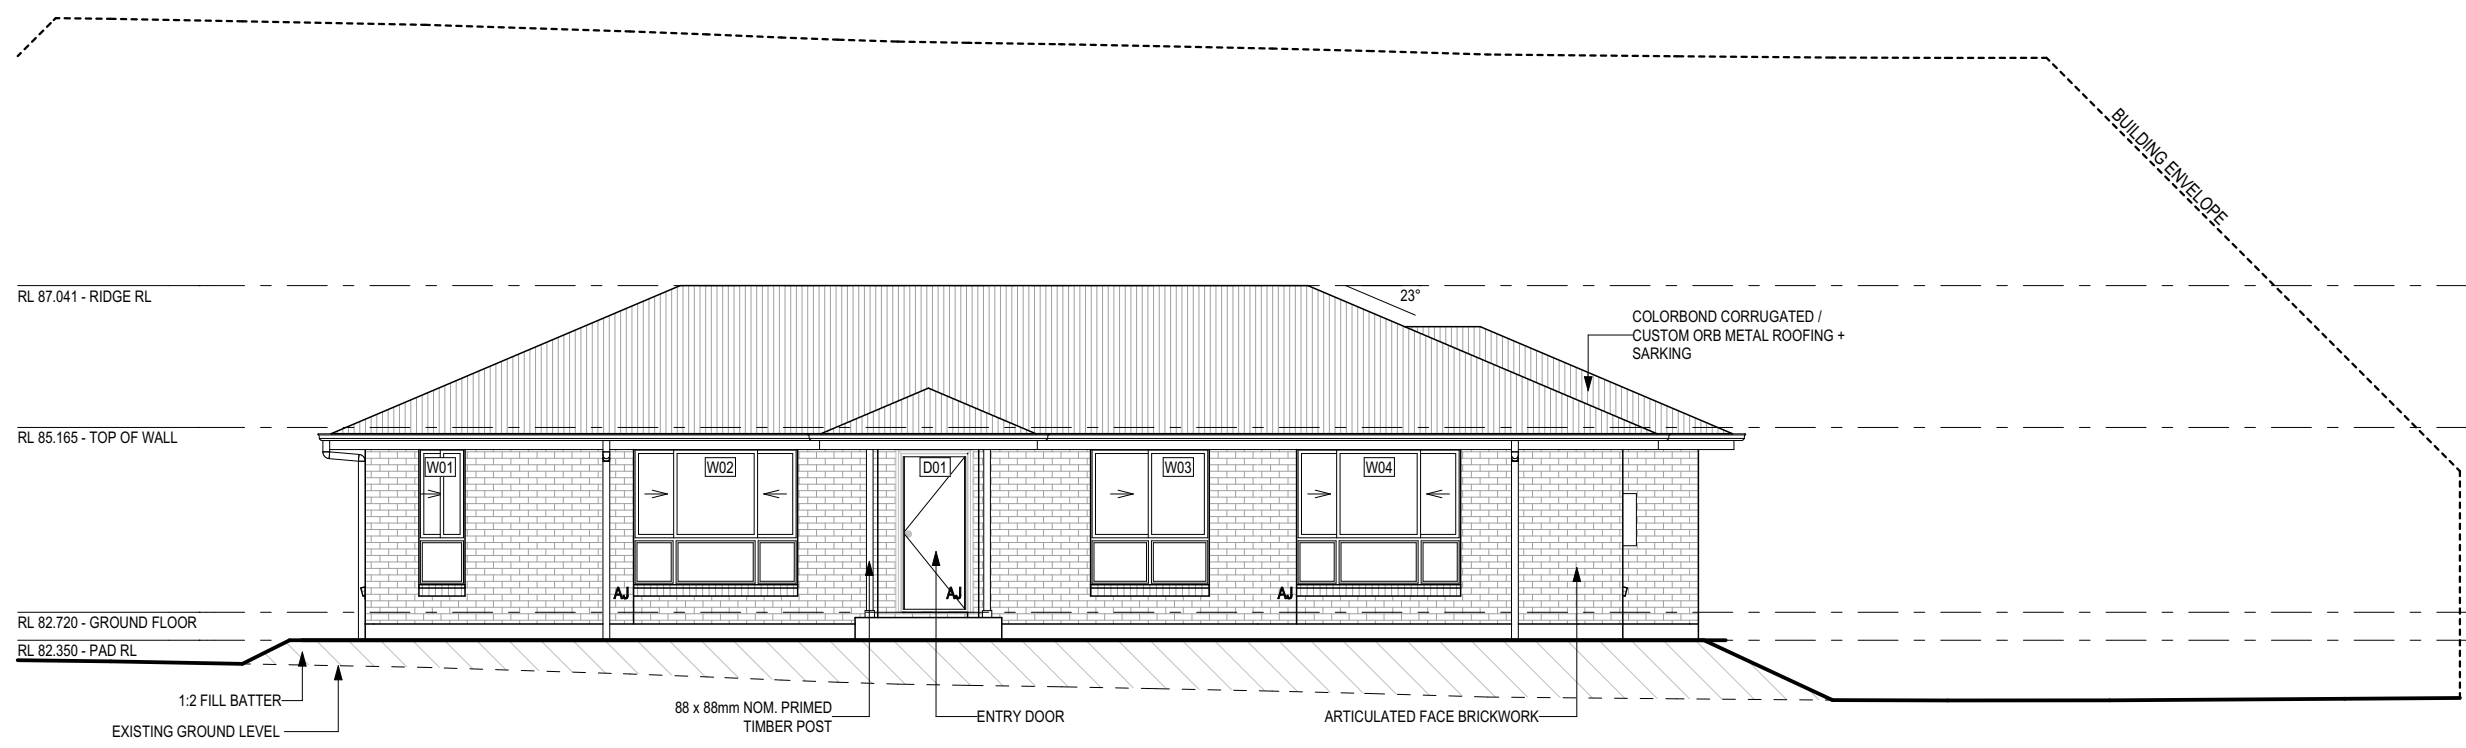 BUILDING ENVELOPE
RL 87.041 - RIDGE RL
23°
COLORBOND CORRUGATED /
CUSTOM ORB METAL ROOFING +
SARKING
RL 85.165 - TOP OF WALL
W01
W02
D01
W03
W04
AJ
AJ
AJ
RL 82.720 - GROUND FLOOR
RL 82.350 - PAD RL
1:2 FILL BATTER
EXISTING GROUND LEVEL
88 x 88mm NOM. PRIMED
TIMBER POST
ENTRY DOOR
ARTICULATED FACE BRICKWORK